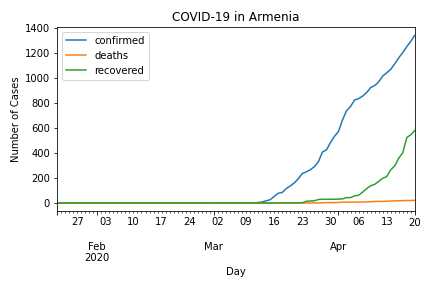 COVID-19 in Armenia
1400
1200
1000
800
600
400
200
0
Number of Cases
confirmed
deaths
recovered
27 03 10 17 24 02 09 16 23 30 06 13 20
Feb Mar Apr
2020
Day